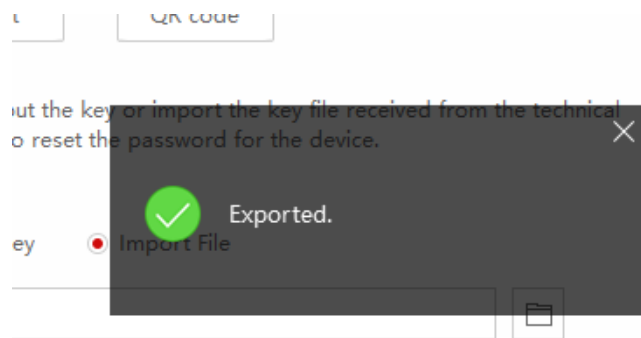 QR code
out the key or import the key file received from the technical
o reset the password for the device.
Exported.
ey Import File